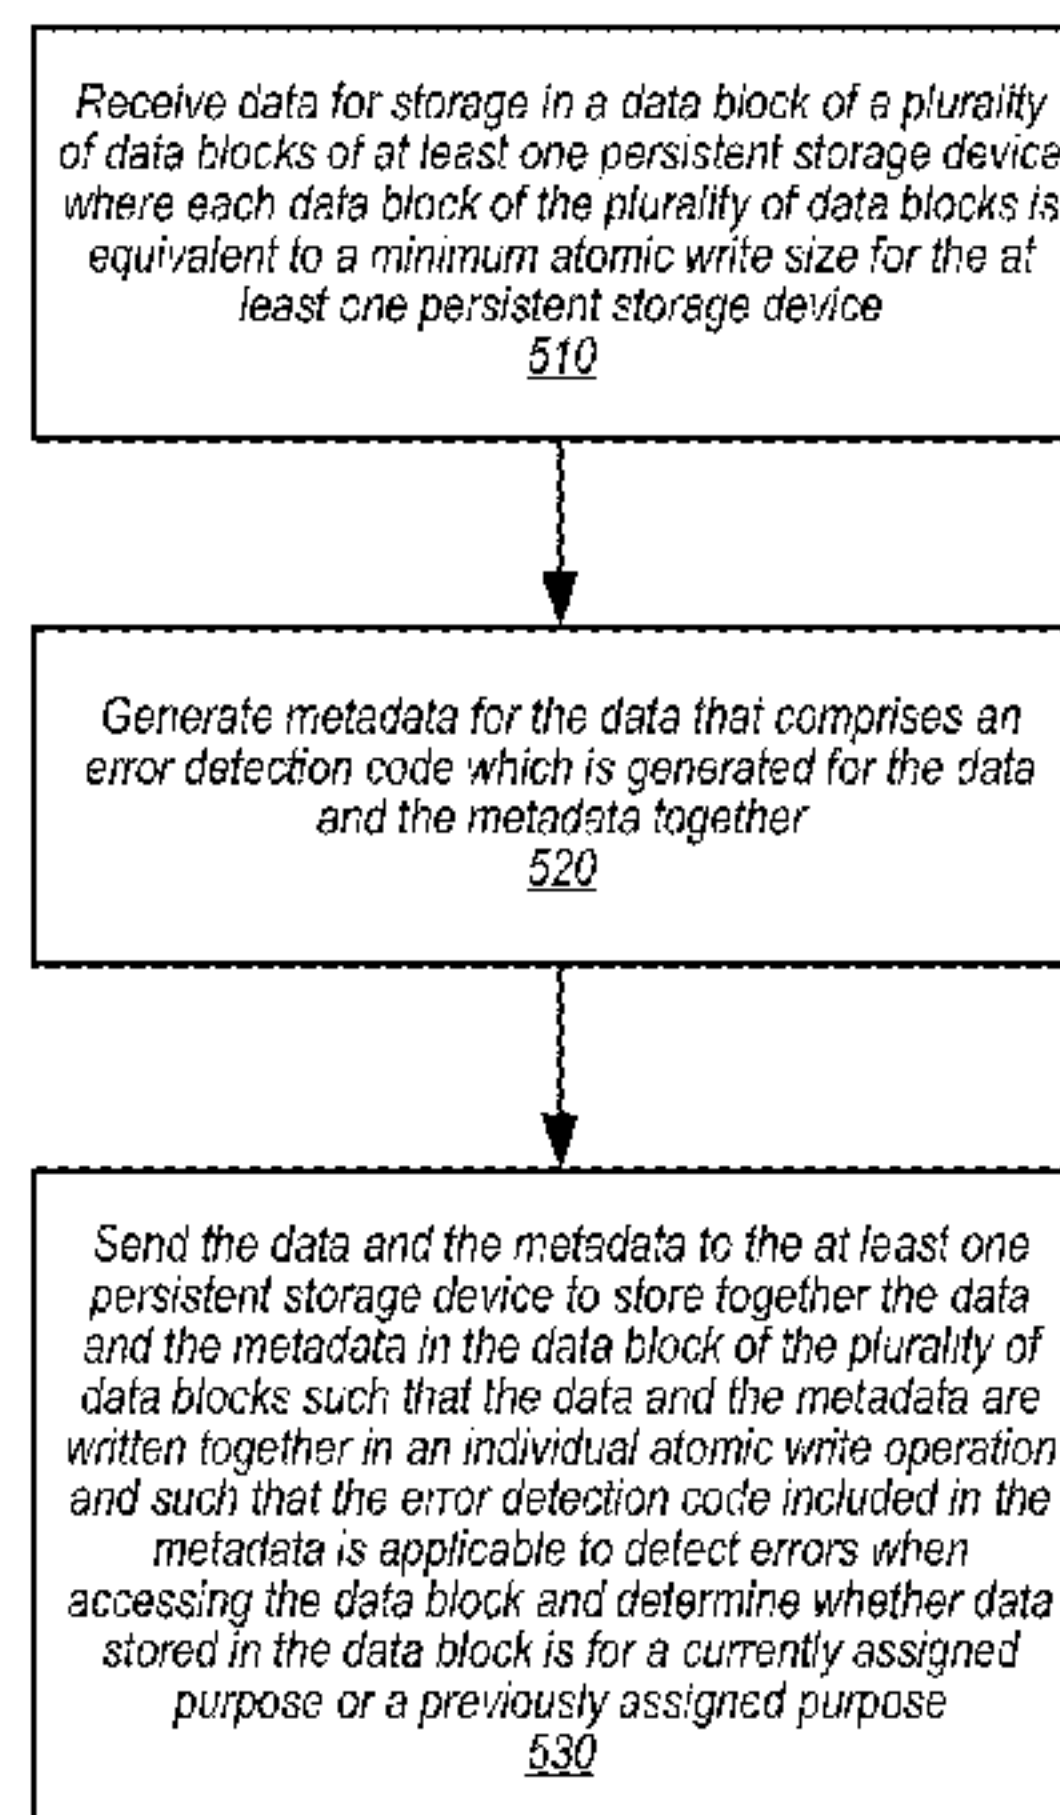 Receive data for storage in a data block of a plurality
of data blocks of at least one persistent storage device
where each data block of the plurality of data blocks is
equivalent to a minimum atomic write size for the at
least one persistent storage device
510
Generate metadata for the data that comprises an
error detection code which is generated for the data
and the metadata together
520
Send the data and the metadata to the at least one
persistent storage device to store together the data
and the metadata in the data block of the plurality of
data blocks such that the data and the metadata are
written together in an individual atomic write operation
and such that the error detection code included in the
metadata is applicable to detect errors when
accessing the data block and determine whether data
stored in the data block is for a currently assigned
purpose or a previously assigned purpose
530